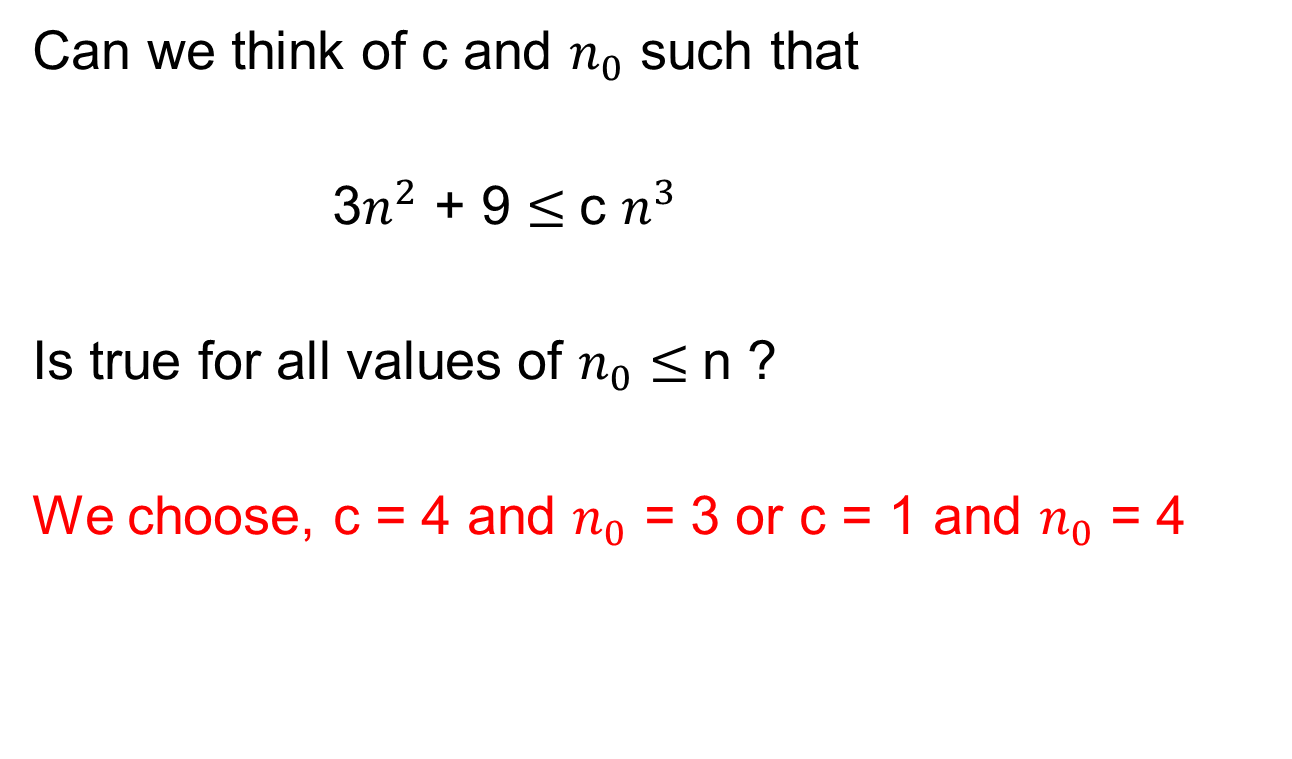 Can we think of c and n₀ such that
3n² + 9 ≤ c n³
Is true for all values of n₀ ≤ n ?
We choose, c = 4 and n₀ = 3 or c = 1 and n₀ = 4